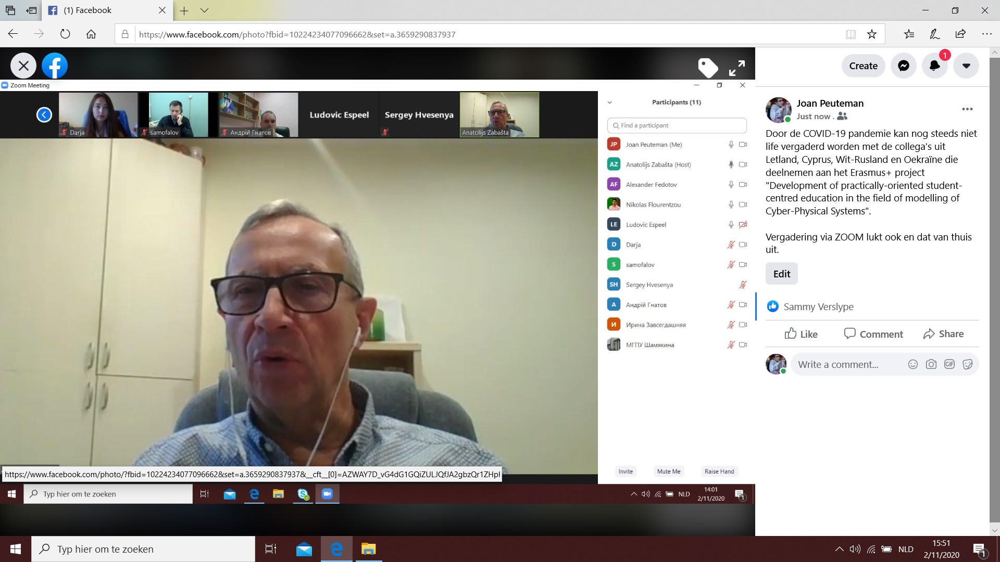 (1) Facebook
https://www.facebook.com/photo?fbid=10224234077096662&set=a.3659290837937
Zoom Meeting
Darja
samofalov
Андрій Гнатов
Ludovic Espeel
Sergey Hvesenya
Anatolijs Zabašta
Participants (11)
Find a participant
JP Joan Peuteman (Me)
AZ Anatolijs Zabašta (Host)
AF Alexander Fedotov
Nikolas Flourentzou
LE Ludovic Espeel
D Darja
S samofalov
SH Sergey Hvesenya
А Андрій Гнатов
И Ирина Завсегдашняя
МГПУ Шамякина
Invite Mute Me Raise Hand
https://www.facebook.com/photo/?fbid=10224234077096662&set=a.3659290837937&__cft__[0]=AZWAY7D_vG4dG1GQiZULJQfJA2gbzQr1ZHpl
Typ hier om te zoeken
NLD
14:01
2/11/2020
1
Create
1
Joan Peuteman
Just now .
Door de COVID-19 pandemie kan nog steeds niet
life vergaderd worden met de collega's uit
Letland, Cyprus, Wit-Rusland en Oekraïne die
deelnemen aan het Erasmus+ project
"Development of practically-oriented student-
centred education in the field of modelling of
Cyber-Physical Systems".
Vergadering via ZOOM lukt ook en dat van thuis
uit.
Edit
Sammy Verslype
Like Comment Share
Write a comment...
GIF
Typ hier om te zoeken
NLD
15:51
2/11/2020
1